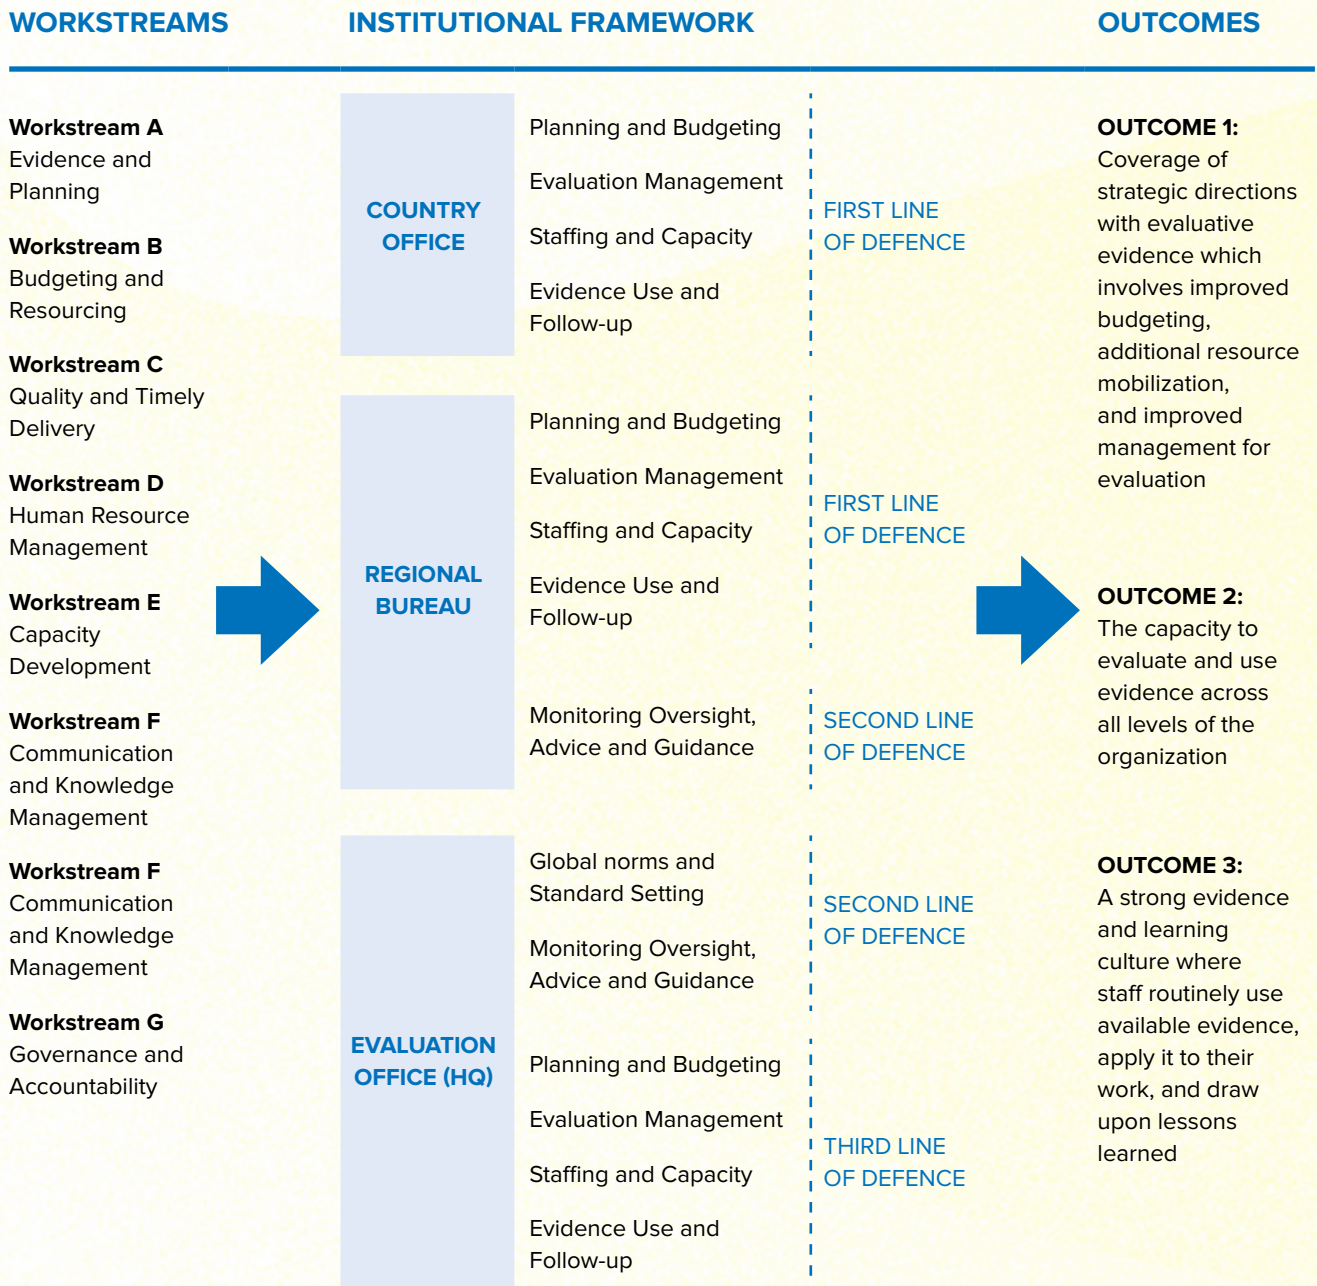 WORKSTREAMS
INSTITUTIONAL FRAMEWORK
OUTCOMES
Workstream A
Evidence and
Planning
Workstream B
Budgeting and
Resourcing
Workstream C
Quality and Timely
Delivery
Workstream D
Human Resource
Management
Workstream E
Capacity
Development
Workstream F
Communication
and Knowledge
Management
Workstream F
Communication
and Knowledge
Management
Workstream G
Governance and
Accountability
COUNTRY
OFFICE
Planning and Budgeting
Evaluation Management
Staffing and Capacity
Evidence Use and
Follow-up
FIRST LINE
OF DEFENCE
REGIONAL
BUREAU
Planning and Budgeting
Evaluation Management
Staffing and Capacity
Evidence Use and
Follow-up
FIRST LINE
OF DEFENCE
Monitoring Oversight,
Advice and Guidance
SECOND LINE
OF DEFENCE
EVALUATION
OFFICE (HQ)
Global norms and
Standard Setting
Monitoring Oversight,
Advice and Guidance
SECOND LINE
OF DEFENCE
Planning and Budgeting
Evaluation Management
Staffing and Capacity
Evidence Use and
Follow-up
THIRD LINE
OF DEFENCE
OUTCOME 1:
Coverage of
strategic directions
with evaluative
evidence which
involves improved
budgeting,
additional resource
mobilization,
and improved
management for
evaluation
OUTCOME 2:
The capacity to
evaluate and use
evidence across
all levels of the
organization
OUTCOME 3:
A strong evidence
and learning
culture where
staff routinely use
available evidence,
apply it to their
work, and draw
upon lessons
learned